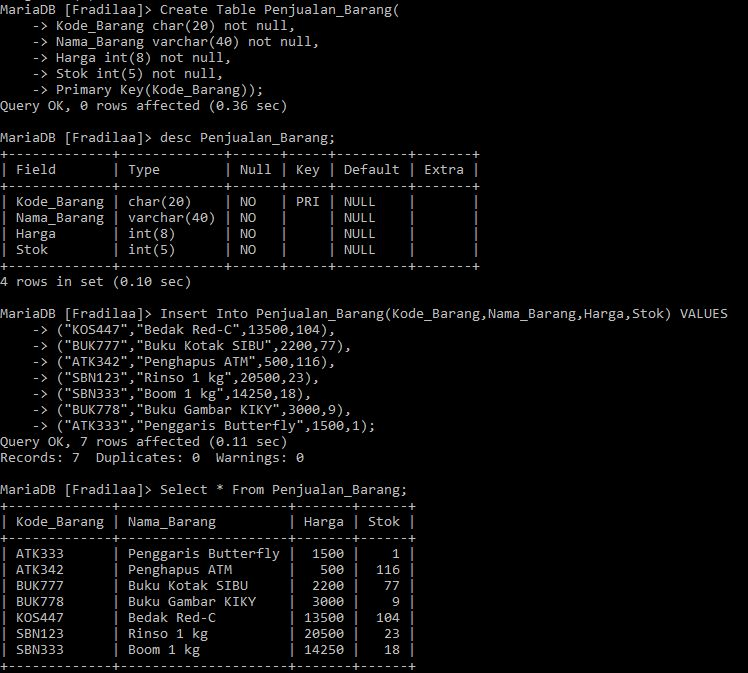 MariaDB [Fradilaa]> Create Table Penjualan_Barang(
    -> Kode_Barang char(20) not null,
    -> Nama_Barang varchar(40) not null,
    -> Harga int(8) not null,
    -> Stok int(5) not null,
    -> Primary Key(Kode_Barang));
Query OK, 0 rows affected (0.36 sec)

MariaDB [Fradilaa]> desc Penjualan_Barang;
+-------------+-------------+------+-----+---------+-------+
| Field       | Type        | Null | Key | Default | Extra |
+-------------+-------------+------+-----+---------+-------+
| Kode_Barang | char(20)    | NO   | PRI | NULL    |       |
| Nama_Barang | varchar(40) | NO   |     | NULL    |       |
| Harga       | int(8)      | NO   |     | NULL    |       |
| Stok        | int(5)      | NO   |     | NULL    |       |
+-------------+-------------+------+-----+---------+-------+
4 rows in set (0.10 sec)

MariaDB [Fradilaa]> Insert Into Penjualan_Barang(Kode_Barang,Nama_Barang,Harga,Stok) VALUES
    -> ("KOS447","Bedak Red-C",13500,104),
    -> ("BUK777","Buku Kotak SIBU",2200,77),
    -> ("ATK342","Penghapus ATM",500,116),
    -> ("SBN123","Rinso 1 kg",20500,23),
    -> ("SBN333","Boom 1 kg",14250,18),
    -> ("BUK778","Buku Gambar KIKY",3000,9),
    -> ("ATK333","Penggaris Butterfly",1500,1);
Query OK, 7 rows affected (0.11 sec)
Records: 7  Duplicates: 0  Warnings: 0

MariaDB [Fradilaa]> Select * From Penjualan_Barang;
+-------------+---------------------+-------+------+
| Kode_Barang | Nama_Barang         | Harga | Stok |
+-------------+---------------------+-------+------+
| ATK333      | Penggaris Butterfly |  1500 |    1 |
| ATK342      | Penghapus ATM       |   500 |  116 |
| BUK777      | Buku Kotak SIBU     |  2200 |   77 |
| BUK778      | Buku Gambar KIKY    |  3000 |    9 |
| KOS447      | Bedak Red-C         | 13500 |  104 |
| SBN123      | Rinso 1 kg          | 20500 |   23 |
| SBN333      | Boom 1 kg           | 14250 |   18 |
+-------------+---------------------+-------+------+